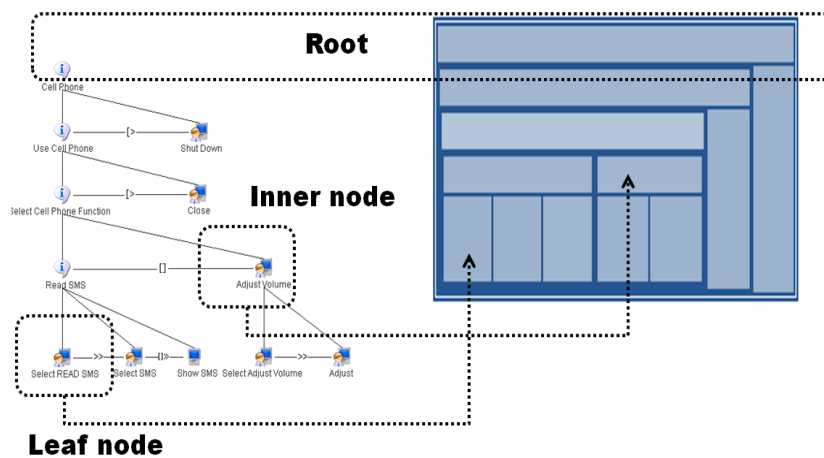 Root
Cell Phone
Use Cell Phone
[>
Shut Down
Select Cell Phone Function
[>
Close
Inner node
Read SMS
[]
Adjust Volume
Select READ SMS
>>
Select SMS
[]>>
Show SMS
Select Adjust Volume
>>
Adjust
Leaf node